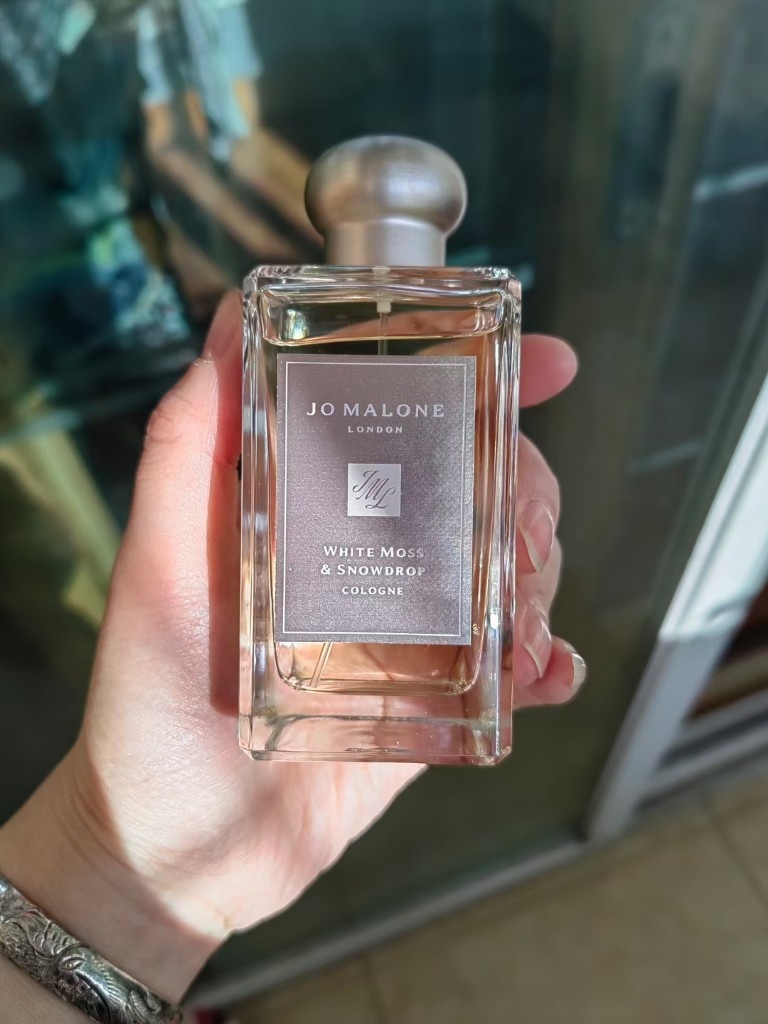 JO MALONE
LONDON
JML
WHITE MOSS
& SNOWDROP
COLOGNE